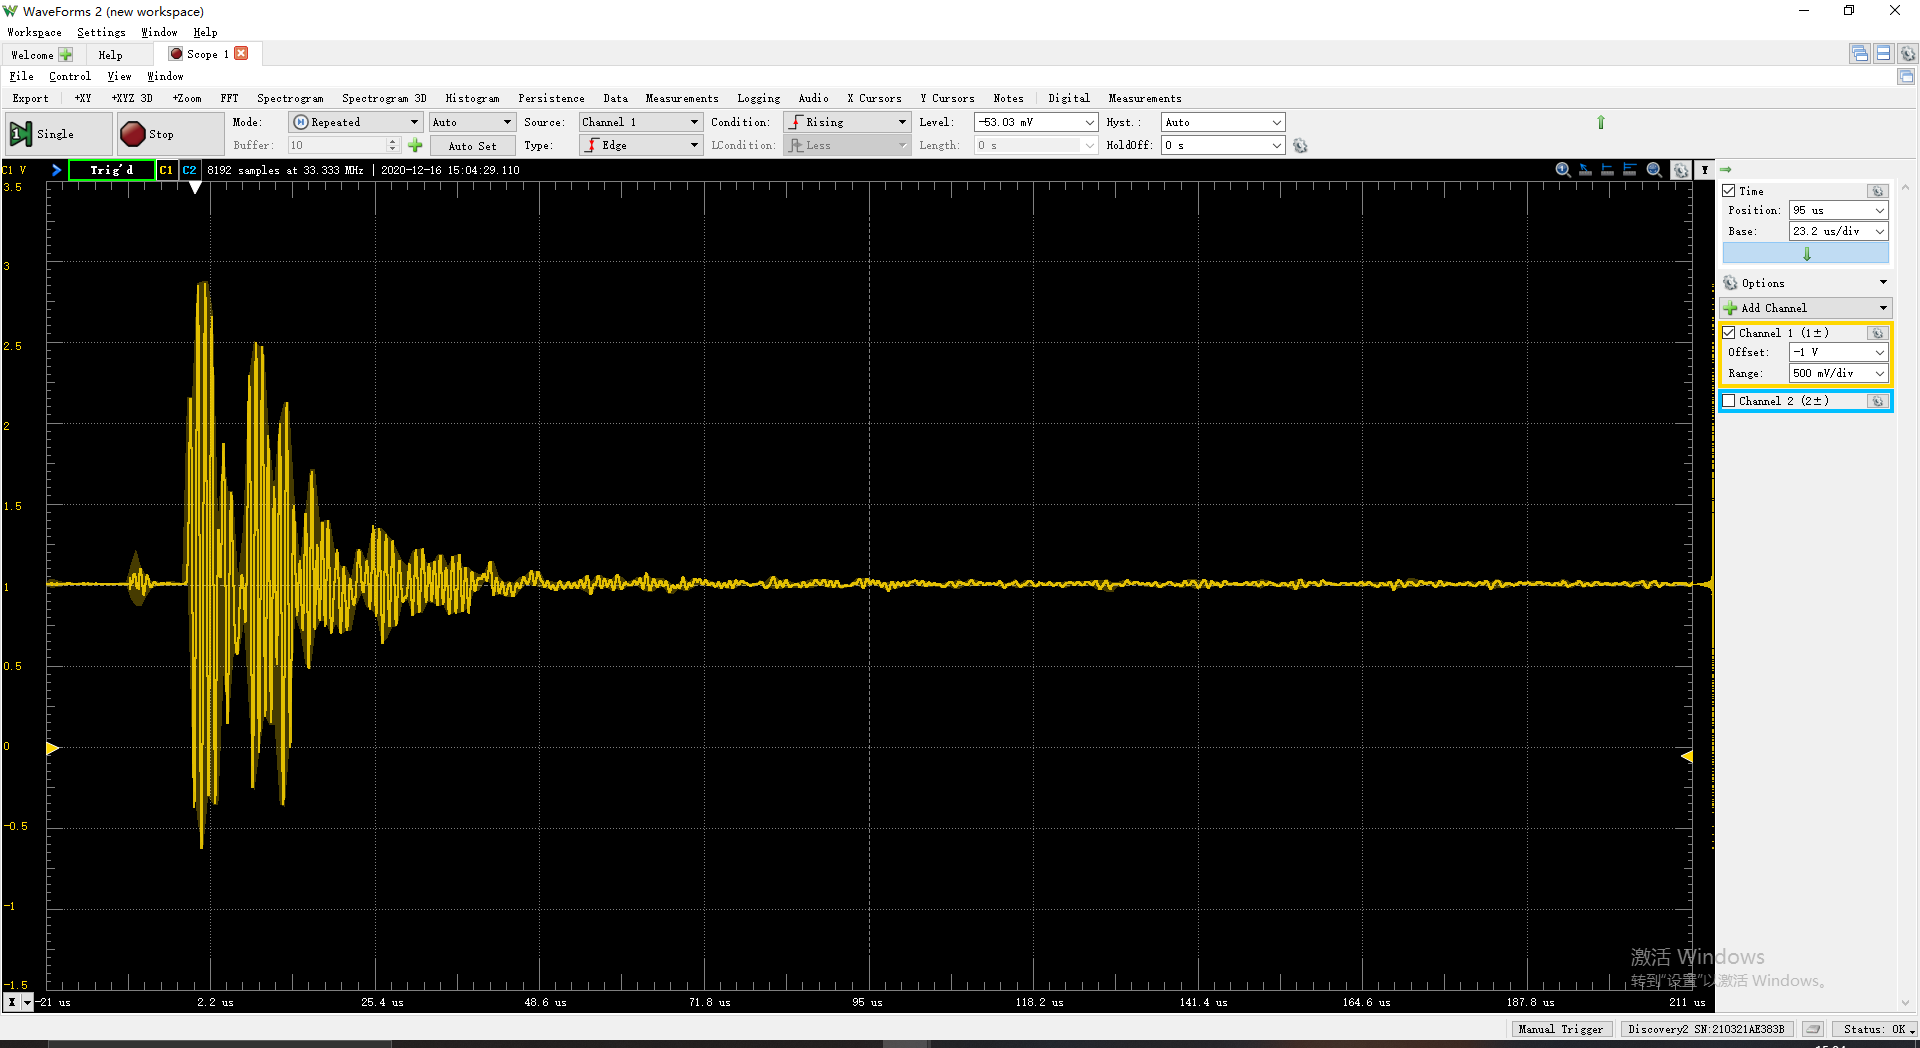 WaveForms 2 (new workspace)
Workspace Settings Window Help
Welcome Help Scope 1
File Control View Window
Export +XY +XYZ 3D +Zoom FFT Spectrogram Spectrogram 3D Histogram Persistence Data Measurements Logging Audio X Cursors Y Cursors Notes Digital Measurements
Single Stop Mode: Repeated Auto Source: Channel 1 Condition: Rising Level: -53.03 mV Hyst.: Auto
Buffer: 10 Auto Set Type: Edge LCondition: Less Length: 0 s HoldOff: 0 s
C1 V Trig'd C1 C2 8192 samples at 33.333 MHz | 2020-12-16 15:04:29.110
3.5
3
2.5
2
1.5
1
0.5
0
-0.5
-1
-1.5
X -21 us 2.2 us 25.4 us 48.6 us 71.8 us 95 us 118.2 us 141.4 us 164.6 us 187.8 us 211 us
Y
Time
Position: 95 us
Base: 23.2 us/div
Options
Add Channel
Channel 1 (1±)
Offset: -1 V
Range: 500 mV/div
Channel 2 (2±)
激活 Windows
转到"设置"以激活 Windows。
Manual Trigger Discovery2 SN:210321AE383B Status: OK